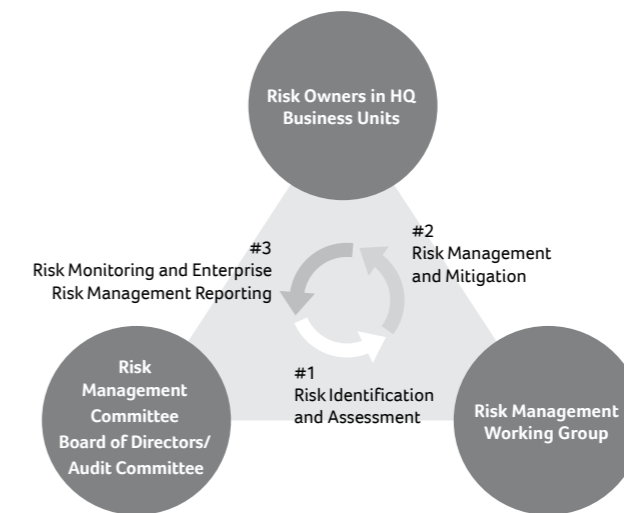 Risk Owners in HQ
Business Units
#3
Risk Monitoring and Enterprise
Risk Management Reporting
#2
Risk Management
and Mitigation
#1
Risk Identification
and Assessment
Risk
Management
Committee
Board of Directors/
Audit Committee
Risk Management
Working Group